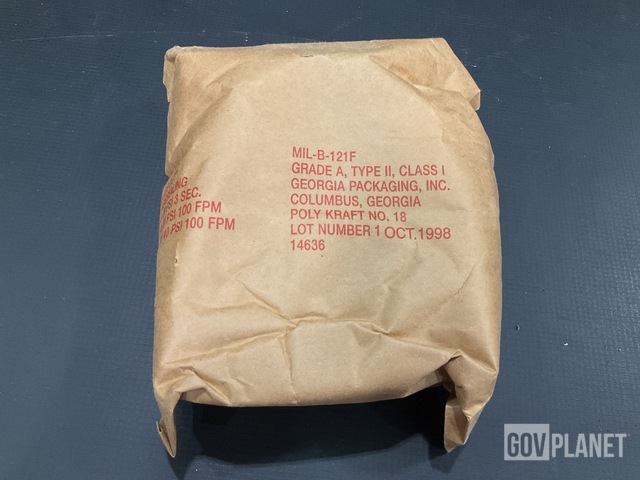 MIL-B-121F
GRADE A, TYPE II, CLASS I
GEORGIA PACKAGING, INC.
COLUMBUS, GEORGIA
POLY KRAFT NO. 18
LOT NUMBER 1 OCT.1998
14636
3 SEC.
PSI 100 FPM
PSI 100 FPM
GOVPLANET